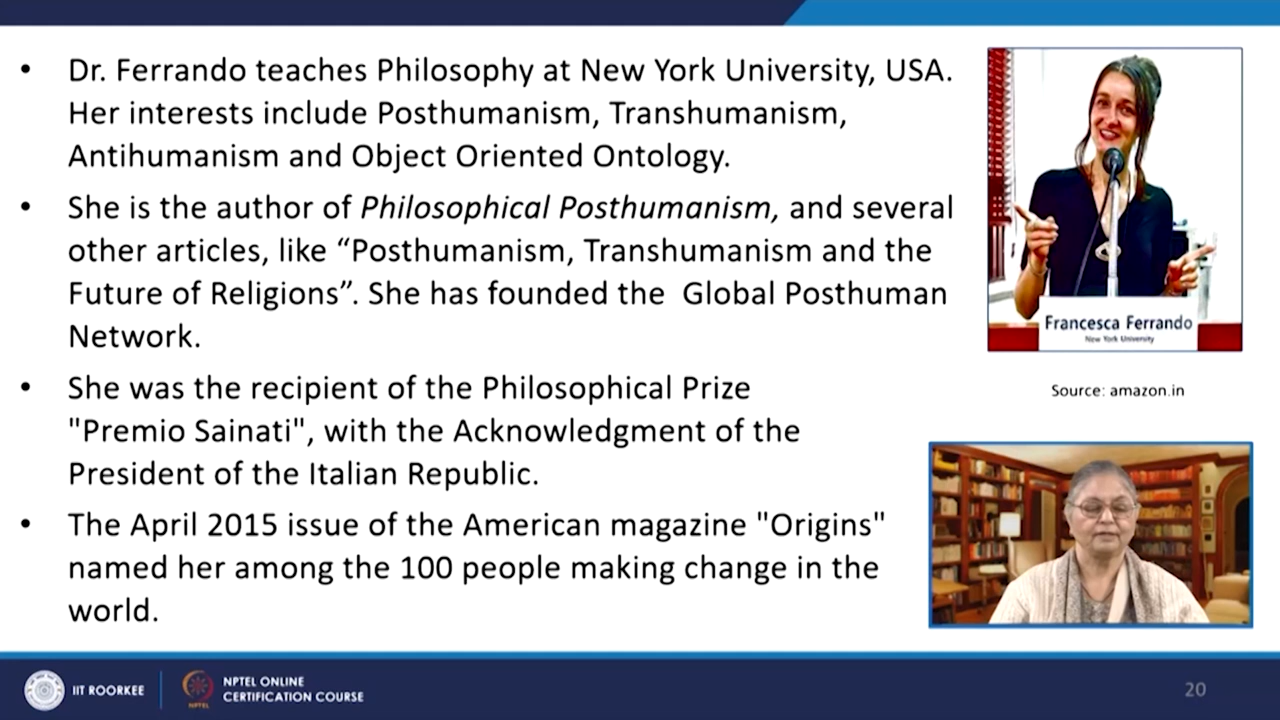 • Dr. Ferrando teaches Philosophy at New York University, USA.
Her interests include Posthumanism, Transhumanism,
Antihumanism and Object Oriented Ontology.
• She is the author of Philosophical Posthumanism, and several
other articles, like “Posthumanism, Transhumanism and the
Future of Religions”. She has founded the Global Posthuman
Network.
• She was the recipient of the Philosophical Prize
"Premio Sainati", with the Acknowledgment of the
President of the Italian Republic.
• The April 2015 issue of the American magazine "Origins"
named her among the 100 people making change in the
world.
Francesca Ferrando
New York University
Source: amazon.in
IIT ROORKEE
NPTEL
NPTEL ONLINE
CERTIFICATION COURSE
20